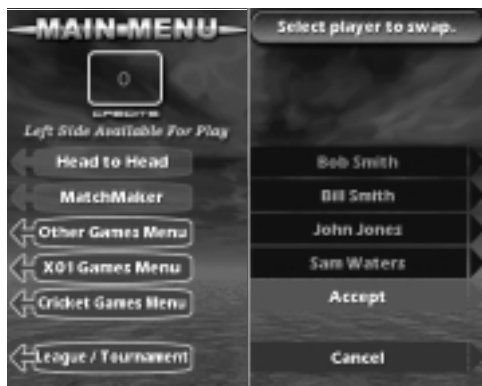 MAIN-MENU
0
CREDITS
Left Side Available For Play
Head to Head
MatchMaker
Other Games Menu
X01 Games Menu
Cricket Games Menu
League / Tournament
Select player to swap.
Bob Smith
Bill Smith
John Jones
Sam Waters
Accept
Cancel